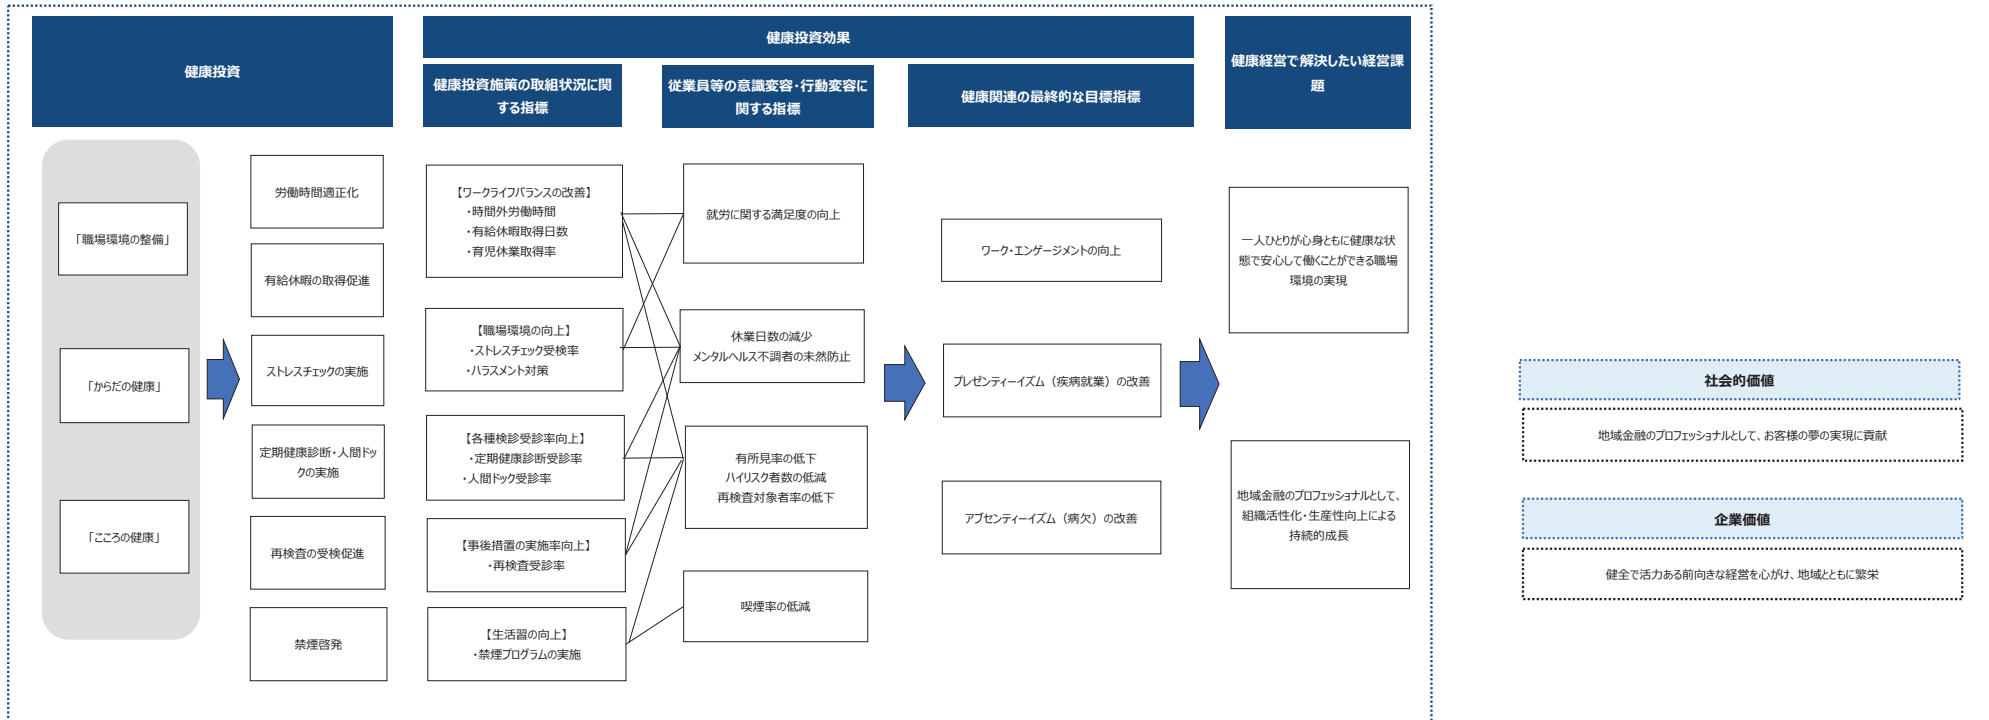 健康投資
健康投資効果
健康経営で解決したい経営課
題
健康投資施策の取組状況に関
する指標
従業員等の意識変容・行動変容に
関する指標
健康関連の最終的な目標指標
「職場環境の整備」
「からだの健康」
「こころの健康」
労働時間適正化
有給休暇の取得促進
ストレスチェックの実施
定期健康診断・人間ドッ
クの実施
再検査の受検促進
禁煙啓発
【ワークライフバランスの改善】
・時間外労働時間
・有給休暇取得日数
・育児休業取得率
【職場環境の向上】
・ストレスチェック受検率
・ハラスメント対策
【各種検診受診率向上】
・定期健康診断受診率
・人間ドック受診率
【事後措置の実施率向上】
・再検査受診率
【生活習の向上】
・禁煙プログラムの実施
就労に関する満足度の向上
休業日数の減少
メンタルヘルス不調者の未然防止
有所見率の低下
ハイリスク者数の低減
再検査対象者率の低下
喫煙率の低減
ワーク・エンゲージメントの向上
プレゼンティーイズム（疾病就業）の改善
アブセンティーイズム（病欠）の改善
一人ひとりが心身ともに健康な状
態で安心して働くことができる職場
環境の実現
地域金融のプロフェッショナルとして、
組織活性化・生産性向上による
持続的成長
社会的価値
地域金融のプロフェッショナルとして、お客様の夢の実現に貢献
企業価値
健全で活力ある前向きな経営を心がけ、地域とともに繁栄